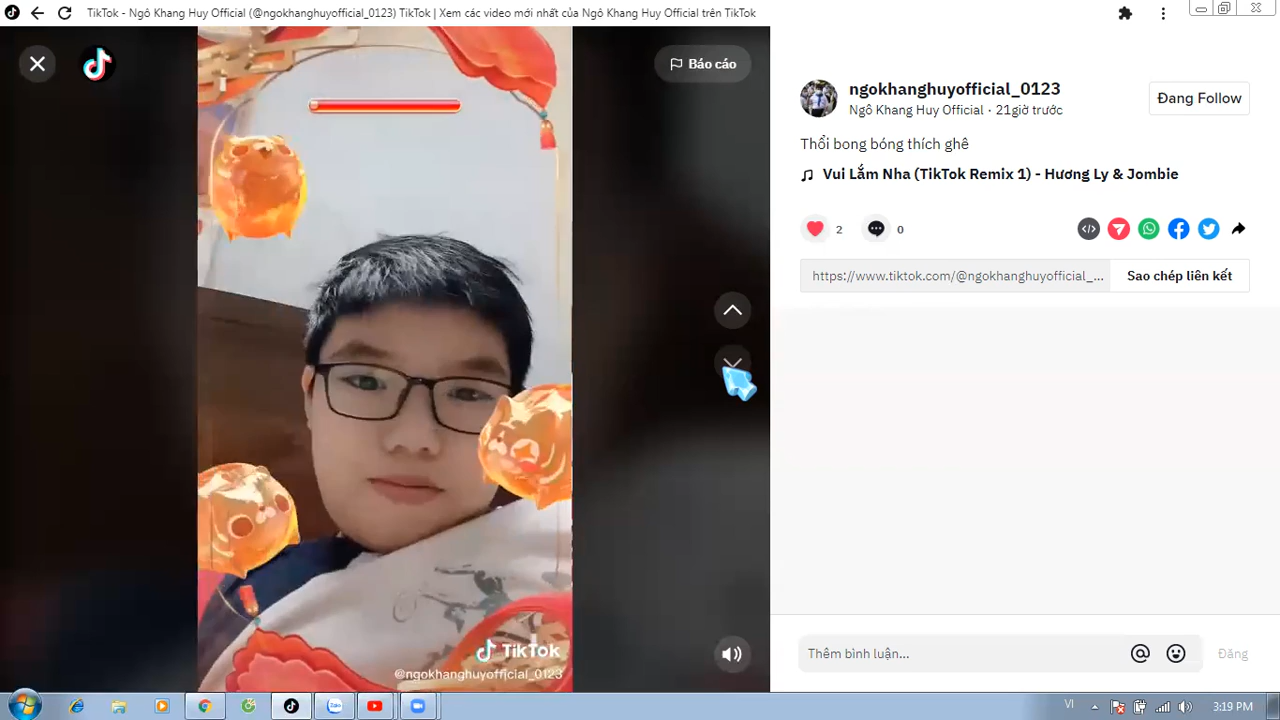 TikTok - Ngô Khang Huy Official (@ngokhanghuyofficial_0123) TikTok | Xem các video mới nhất của Ngô Khang Huy Official trên TikTok
Báo cáo
TikTok
@ngokhanghuyofficial_0123
ngokhanghuyofficial_0123
Ngô Khang Huy Official · 21giờ trước
Đang Follow
Thổi bong bóng thích ghê
Vui Lắm Nha (TikTok Remix 1) - Hương Ly & Jombie
2
0
https://www.tiktok.com/@ngokhanghuyofficial_...
Sao chép liên kết
Thêm bình luận...
Đăng
Zalo
VI
3:19 PM